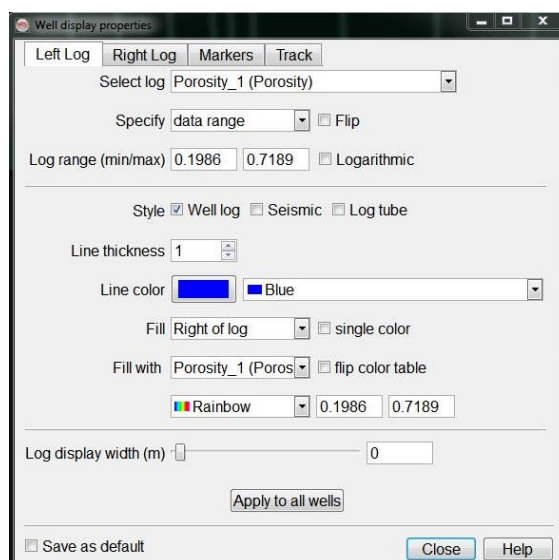 Well display properties
Left Log Right Log Markers Track
Select log Porosity_1 (Porosity)
Specify data range Flip
Log range (min/max) 0.1986 0.7189 Logarithmic
Style Well log Seismic Log tube
Line thickness 1
Line color Blue
Fill Right of log single color
Fill with Porosity_1 (Poros flip color table
Rainbow 0.1986 0.7189
Log display width (m) 0
Apply to all wells
Save as default Close Help